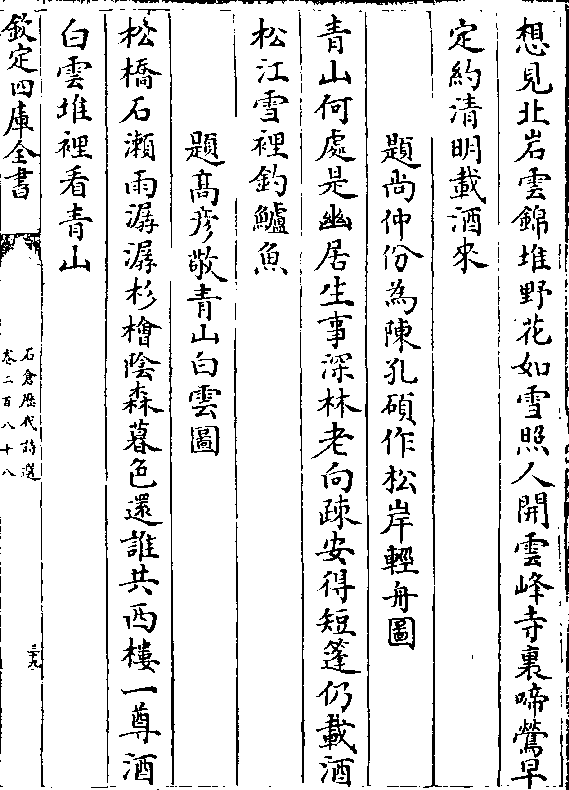 想見北岩雲錦堆野花如雪照人開雲峰寺裏啼鶯早
定約清明載酒來
題尚仲份為陳孔碩作松岸輕舟圖
青山何處是幽居生事深林老向疎安得短篷仍載酒
松江雪裡釣鱸魚
題高彦敬青山白雲圖
松橋石瀬雨潺潺杉檜陰森暮色還誰共西樓一尊酒
白雲堆裡看青山
欽定四庫全書
石倉歴代詩選
卷二百八十八
三十九